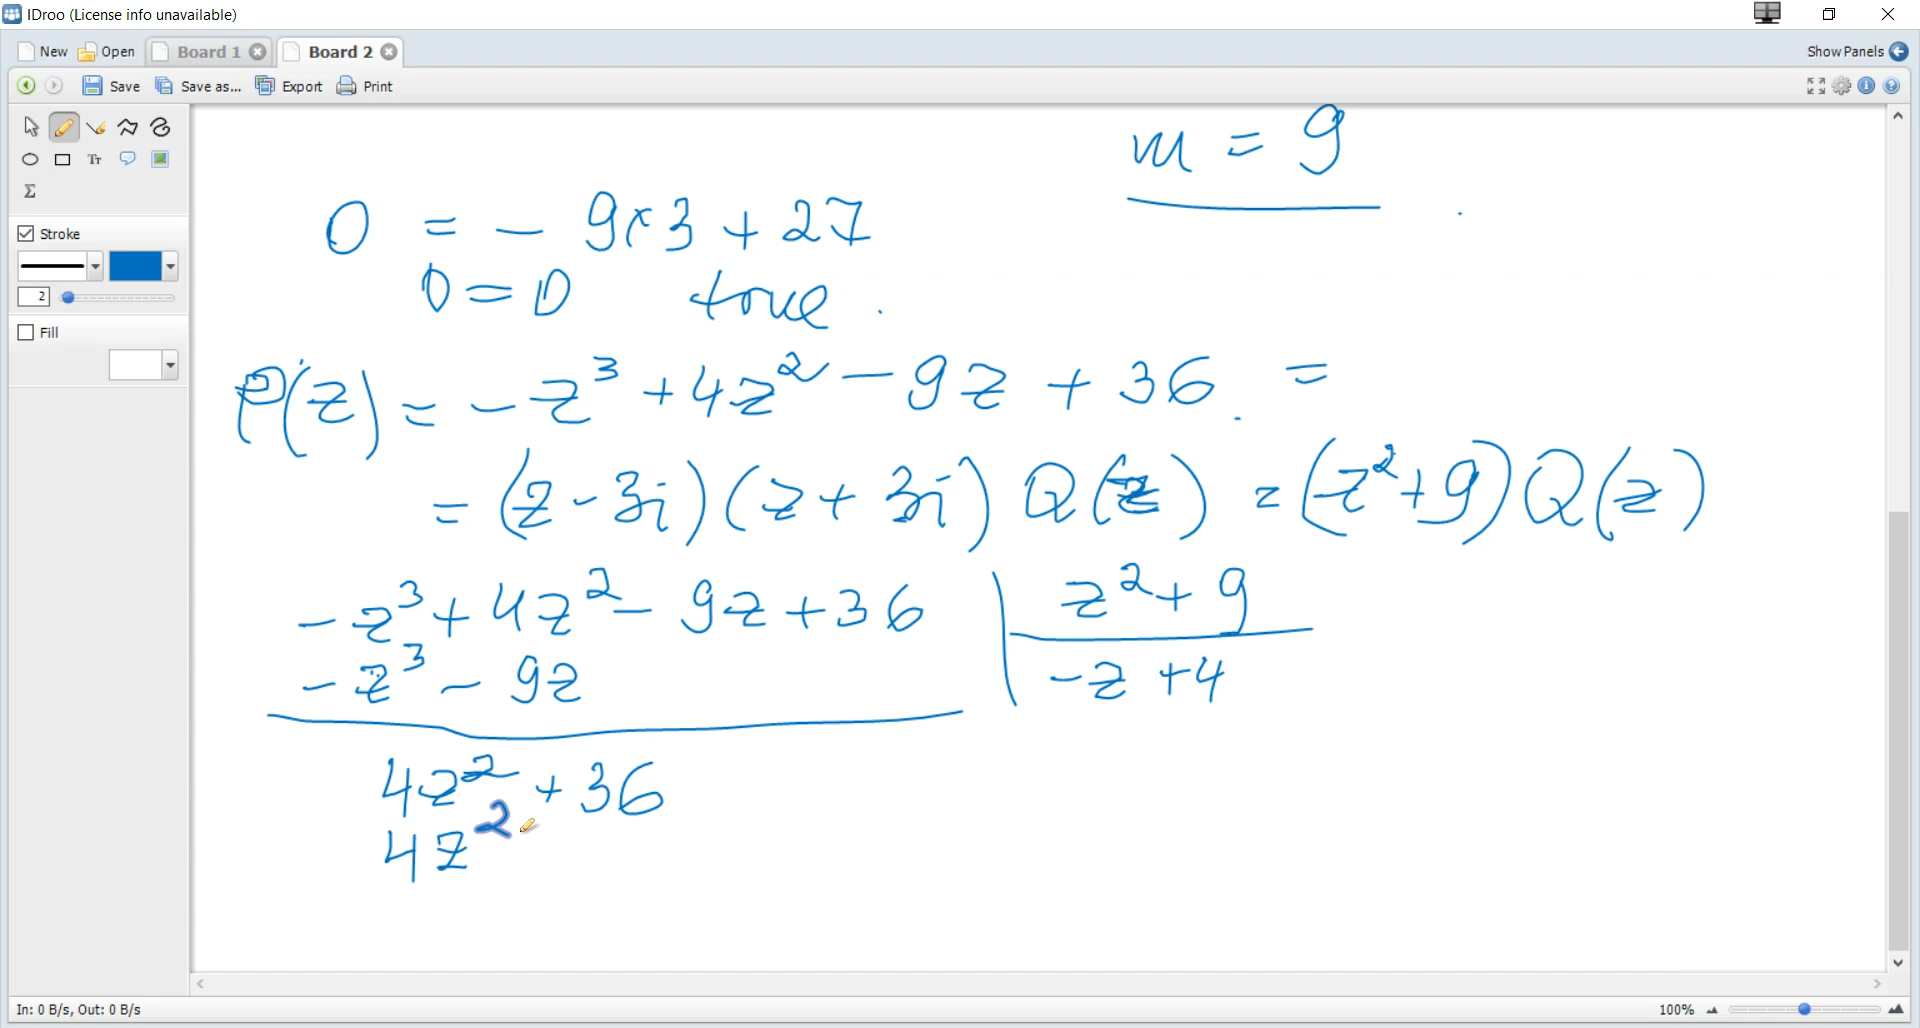 IDroo (License info unavailable)
New Open Board 1 Board 2 Show Panels
Save Save as... Export Print
Tт
Σ
Stroke
2
Fill
m = 9
0 = - 9×3 + 27
0 = 0 true.
P(z) = - z³ + 4z² - 9z + 36 =
= (z - 3i)(z + 3i) Q(z) = (z² + 9) Q(z)
- z³ + 4z² - 9z + 36 | z² + 9
- z³ - 9z | -z + 4
4z² + 36
4z²
In: 0 B/s, Out: 0 B/s 100%